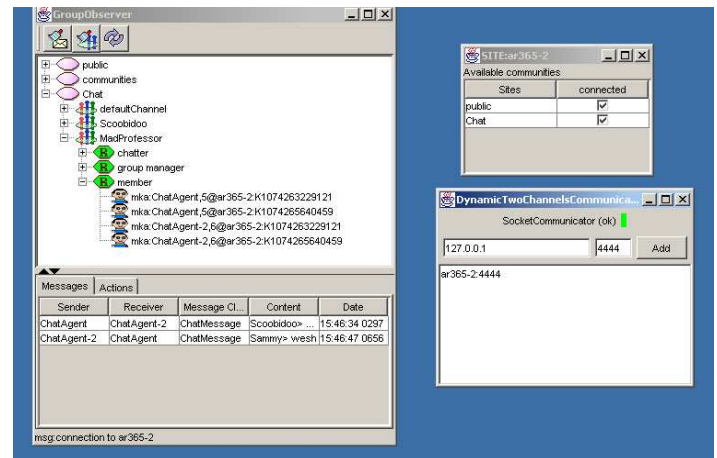 GroupObserver
public
communities
Chat
defaultChannel
Scoobidoo
MadProfessor
R chatter
R group manager
R member
mka:ChatAgent,5@ar365-2:K1074263229121
mka:ChatAgent,5@ar365-2:K1074265640459
mka:ChatAgent-2,6@ar365-2:K1074263229121
mka:ChatAgent-2,6@ar365-2:K1074265640459
Messages Actions
Sender Receiver Message Cl... Content Date
ChatAgent ChatAgent-2 ChatMessage Scoobidoo> ... 15:46:34 0297
ChatAgent-2 ChatAgent ChatMessage Sammy> wesh 15:46:47 0656
msg:connection to ar365-2
SITE:ar365-2
Available communities
Sites connected
public
Chat
DynamicTwoChannelsCommunica...
SocketCommunicator (ok)
127.0.0.1 4444 Add
ar365-2:4444